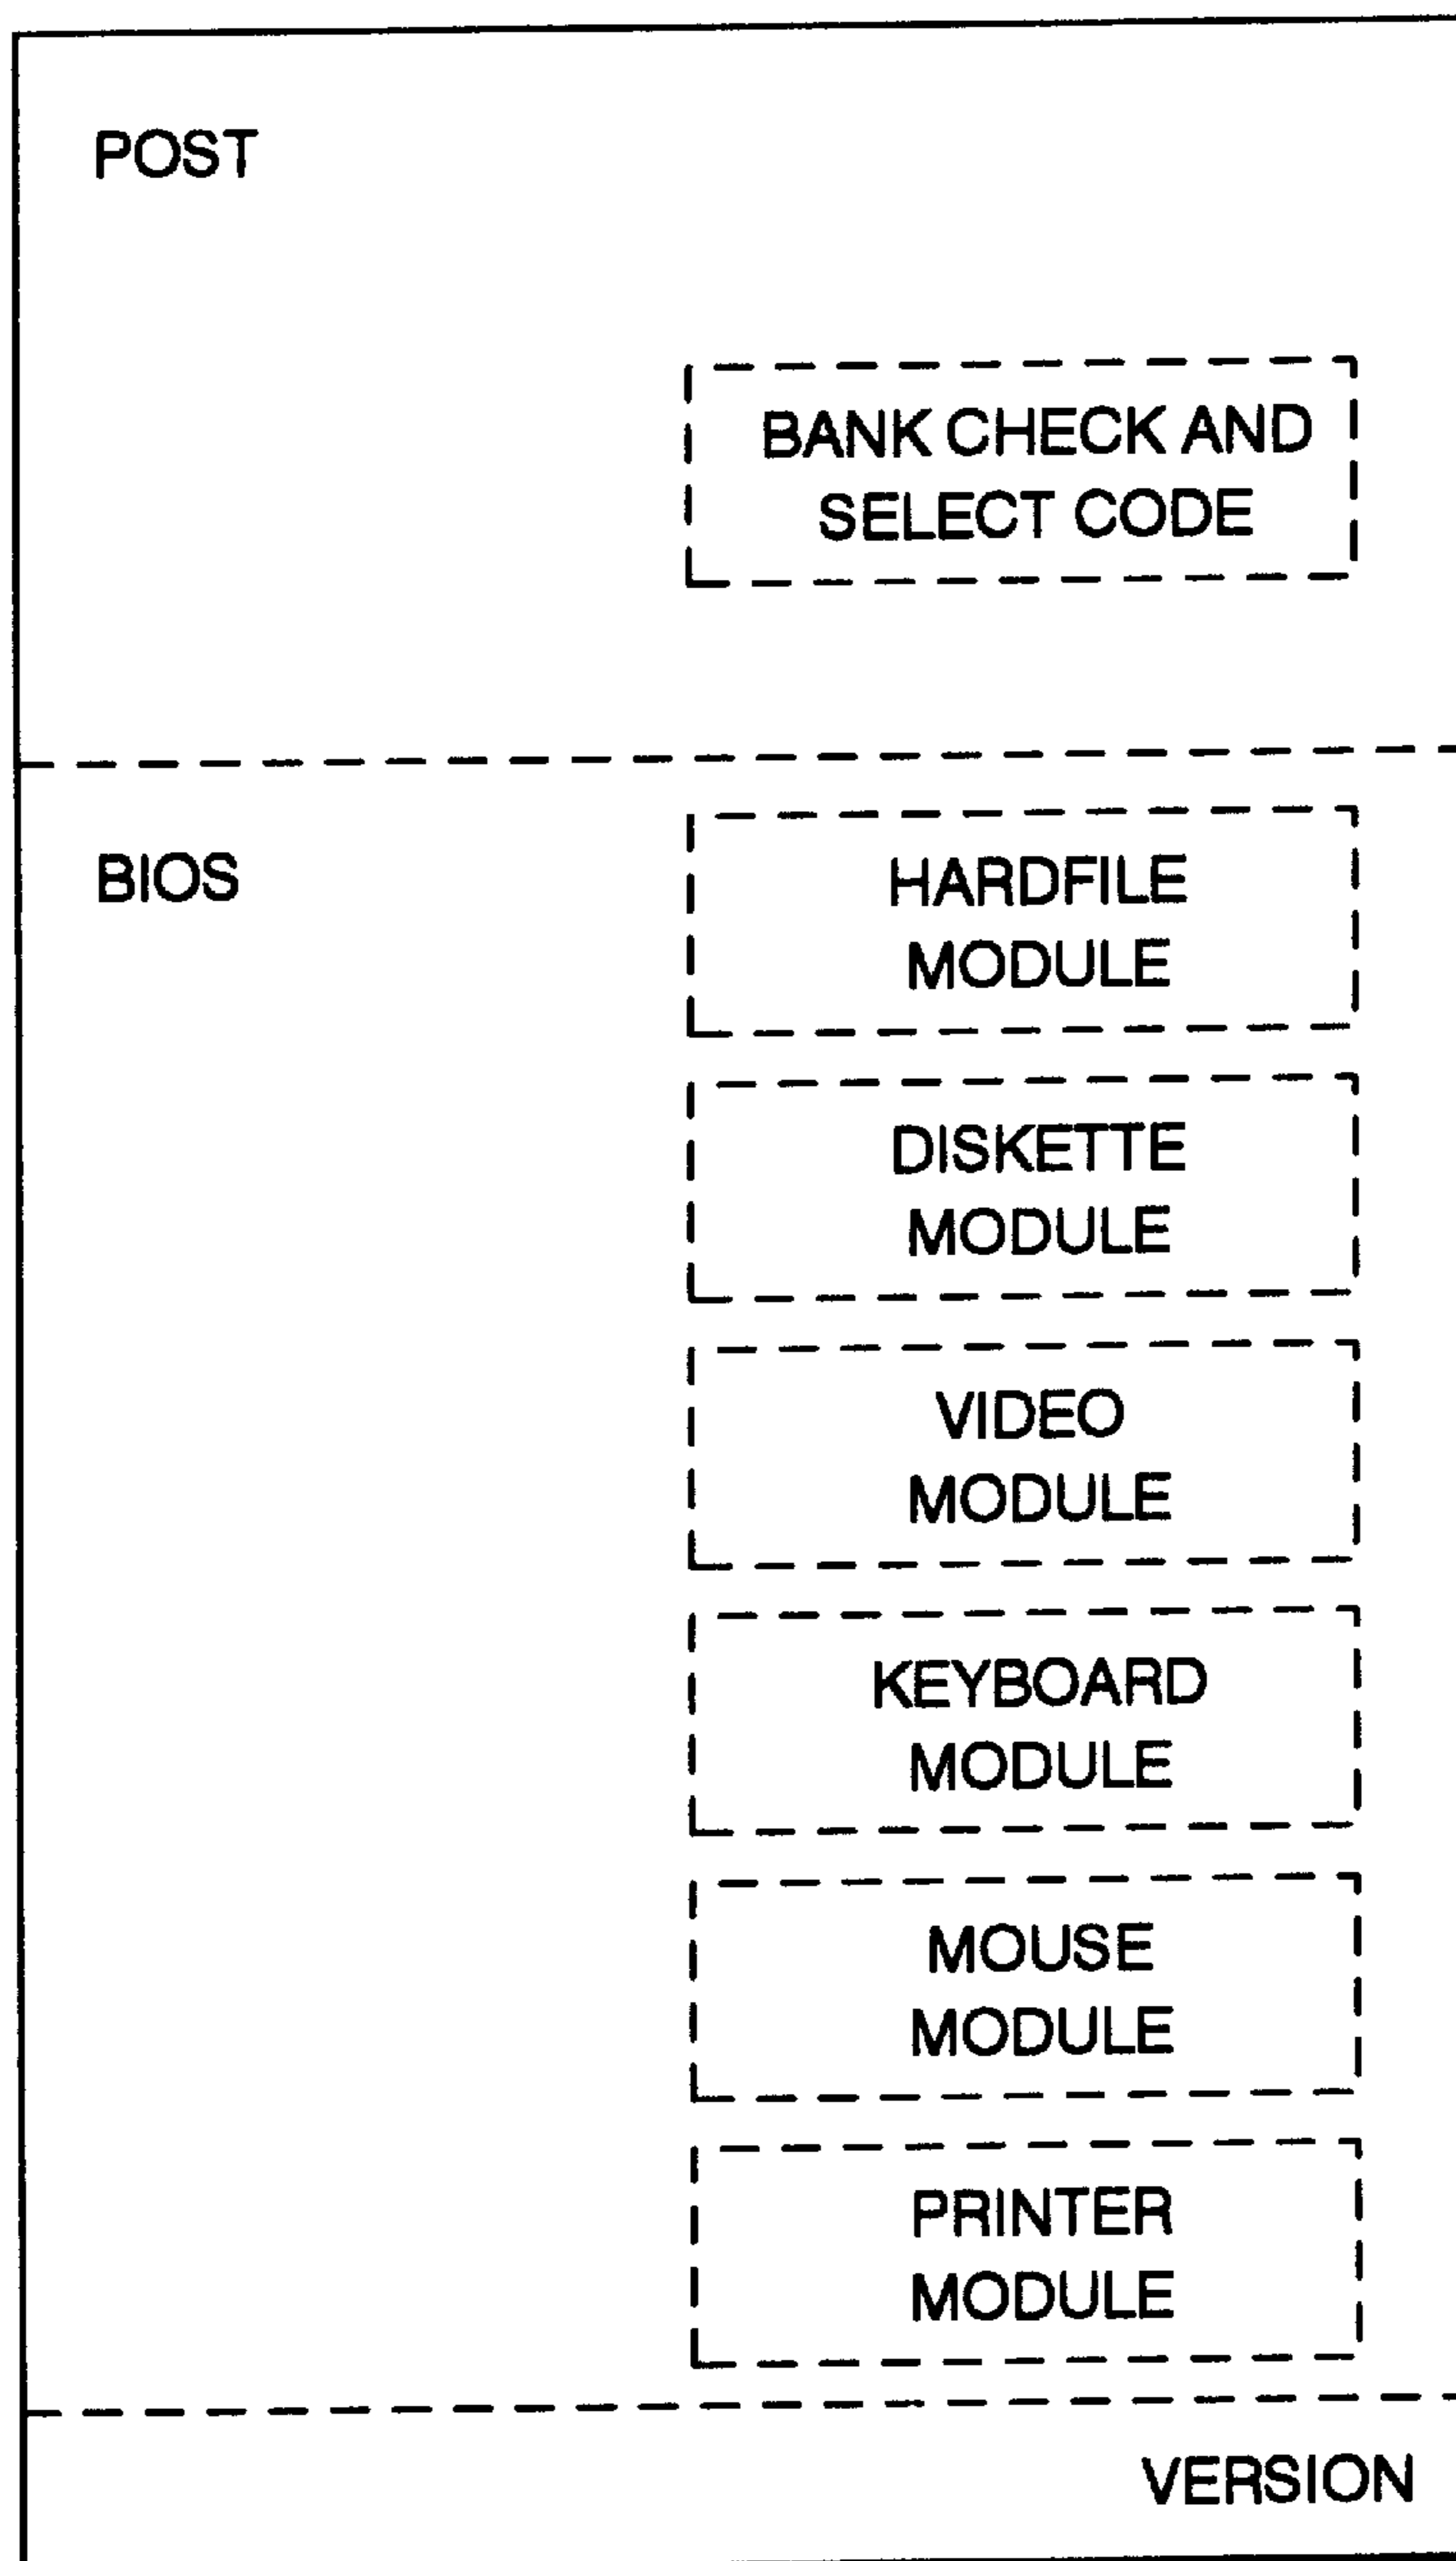 POST
BANK CHECK AND
SELECT CODE
BIOS
HARDFILE
MODULE
DISKETTE
MODULE
VIDEO
MODULE
KEYBOARD
MODULE
MOUSE
MODULE
PRINTER
MODULE
VERSION